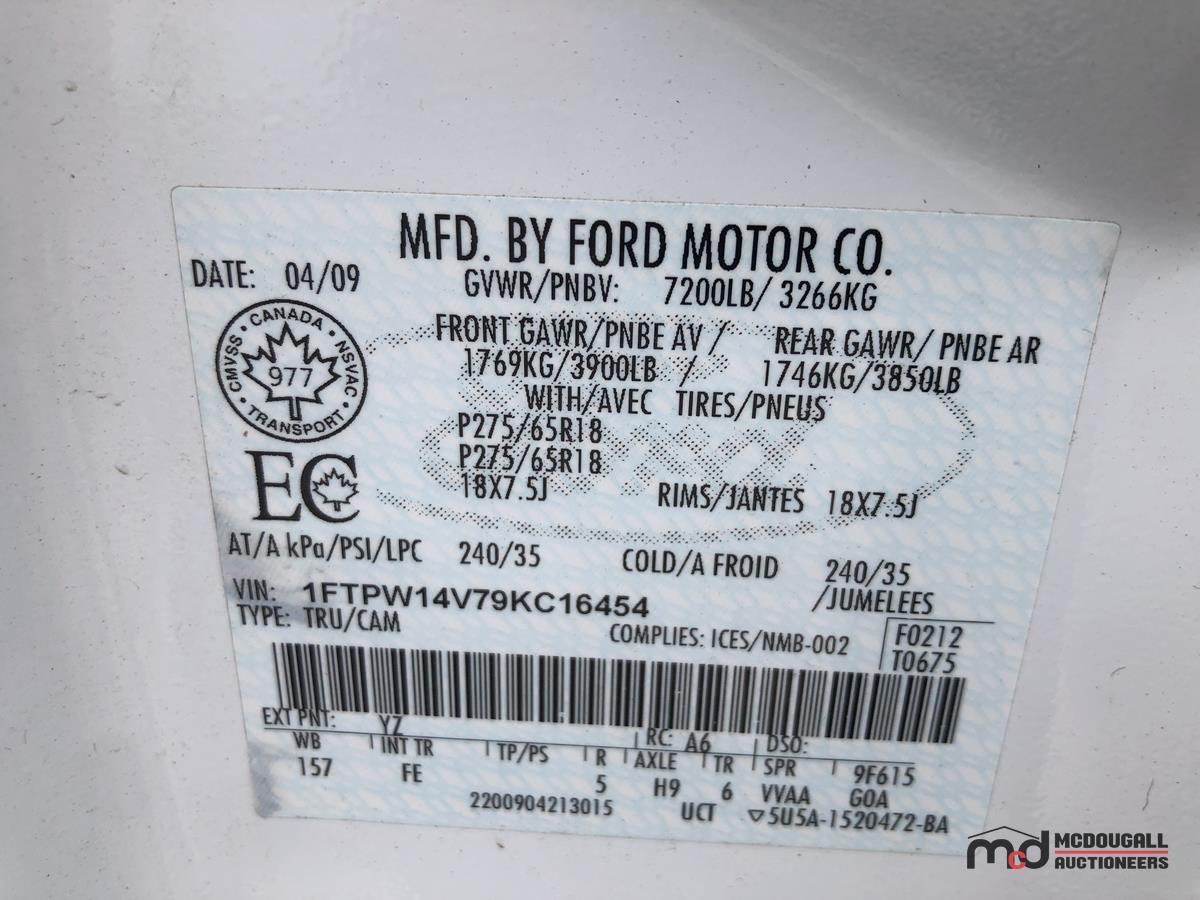 MFD. BY FORD MOTOR CO.
DATE: 04/09 GVWR/PNBV: 7200LB/ 3266KG
FRONT GAWR/PNBE AV / REAR GAWR/ PNBE AR
1769KG/3900LB / 1746KG/3850LB
WITH/AVEC TIRES/PNEUS
P275/65R18
P275/65R18
18X7.5J RIMS/JANTES 18X7.5J
CANADA
CMVSS 977 NSVAC
TRANSPORT
EC
AT/A kPa/PSI/LPC 240/35 COLD/A FROID 240/35
VIN: 1FTPW14V79KC16454 /JUMELEES
TYPE: TRU/CAM COMPLIES: ICES/NMB-002 F0212
T0675
EXT PNT: YZ RC: A6 DSO:
WB INT TR TP/PS R AXLE TR SPR 9F615
157 FE 5 H9 6 VVAA GOA
2200904213015 UCT ▽5U5A-1520472-BA
mcd MCDOUGALL
AUCTIONEERS